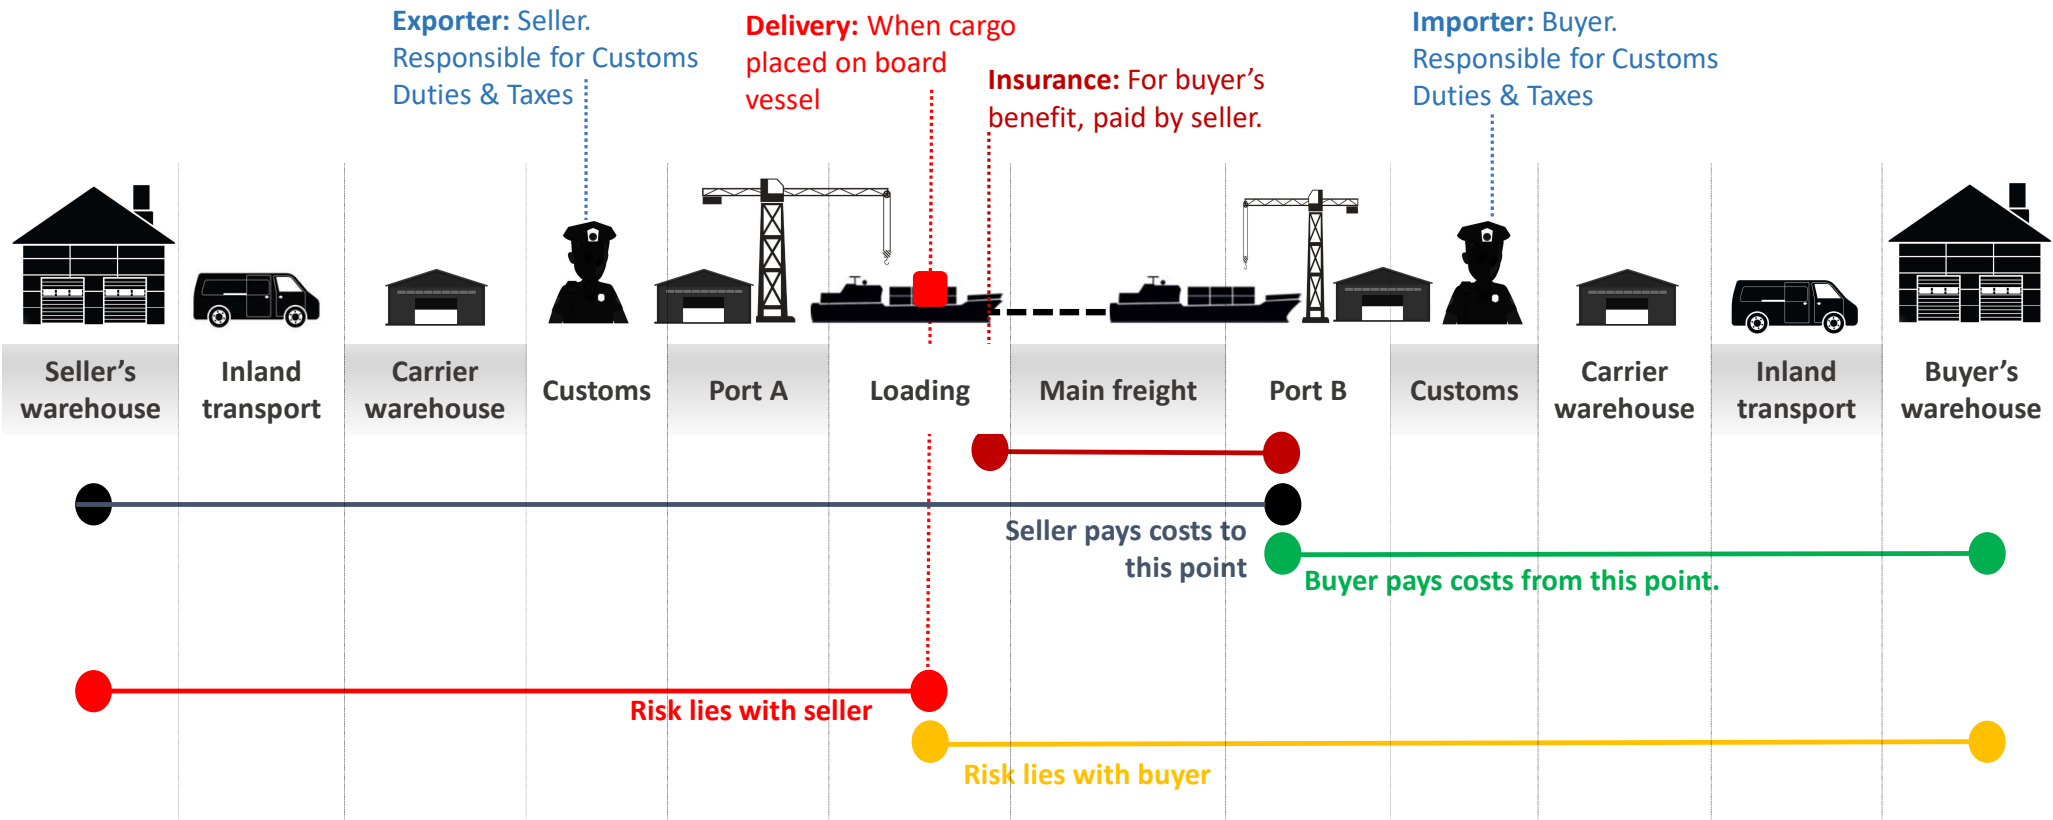 Exporter: Seller.
Responsible for Customs
Duties & Taxes
Delivery: When cargo
placed on board
vessel
Insurance: For buyer’s
benefit, paid by seller.
Importer: Buyer.
Responsible for Customs
Duties & Taxes
Seller’s
warehouse
Inland
transport
Carrier
warehouse
Customs
Port A
Loading
Main freight
Port B
Customs
Carrier
warehouse
Inland
transport
Buyer’s
warehouse
Seller pays costs to
this point
Buyer pays costs from this point.
Risk lies with seller
Risk lies with buyer